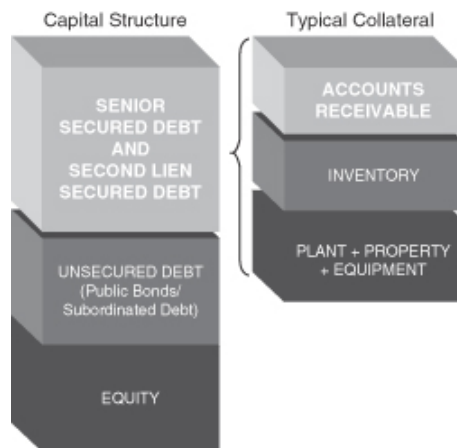 Capital Structure
SENIOR
SECURED DEBT
AND
SECOND LIEN
SECURED DEBT
UNSECURED DEBT
(Public Bonds/
Subordinated Debt)
EQUITY
Typical Collateral
ACCOUNTS
RECEIVABLE
INVENTORY
PLANT + PROPERTY
+ EQUIPMENT